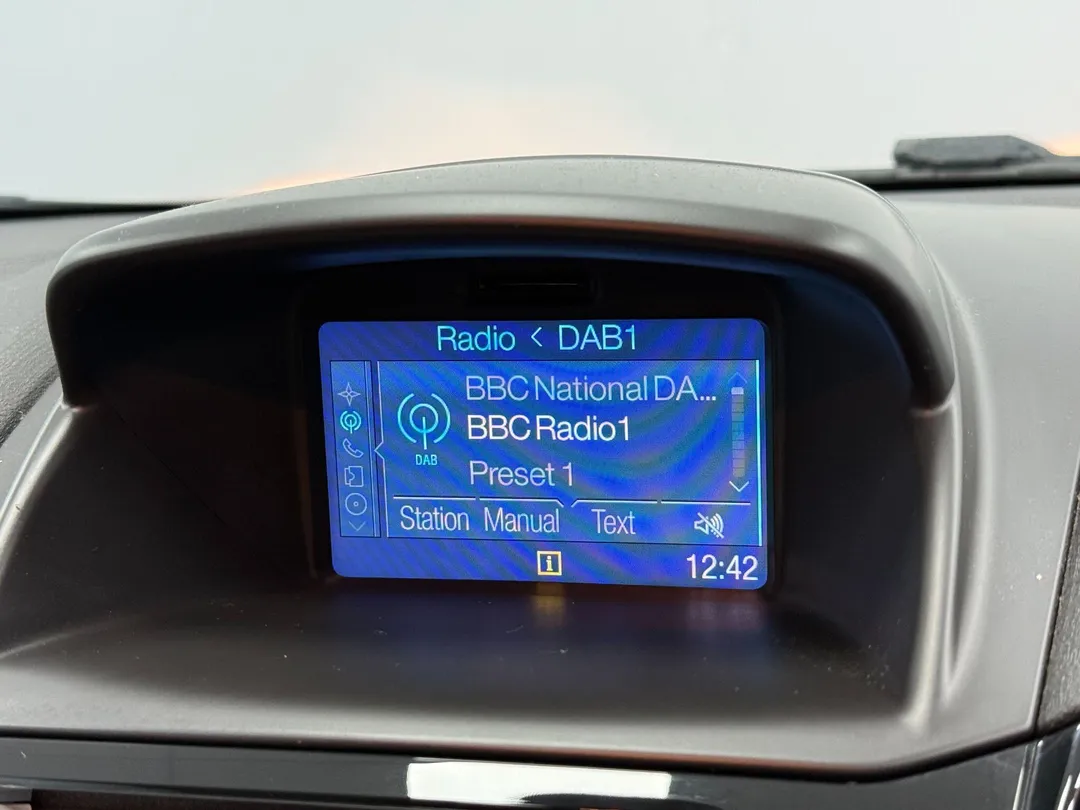 Radio < DAB1
BBC National DA...
BBC Radio1
DAB
Preset 1
Station Manual Text
i
12:42